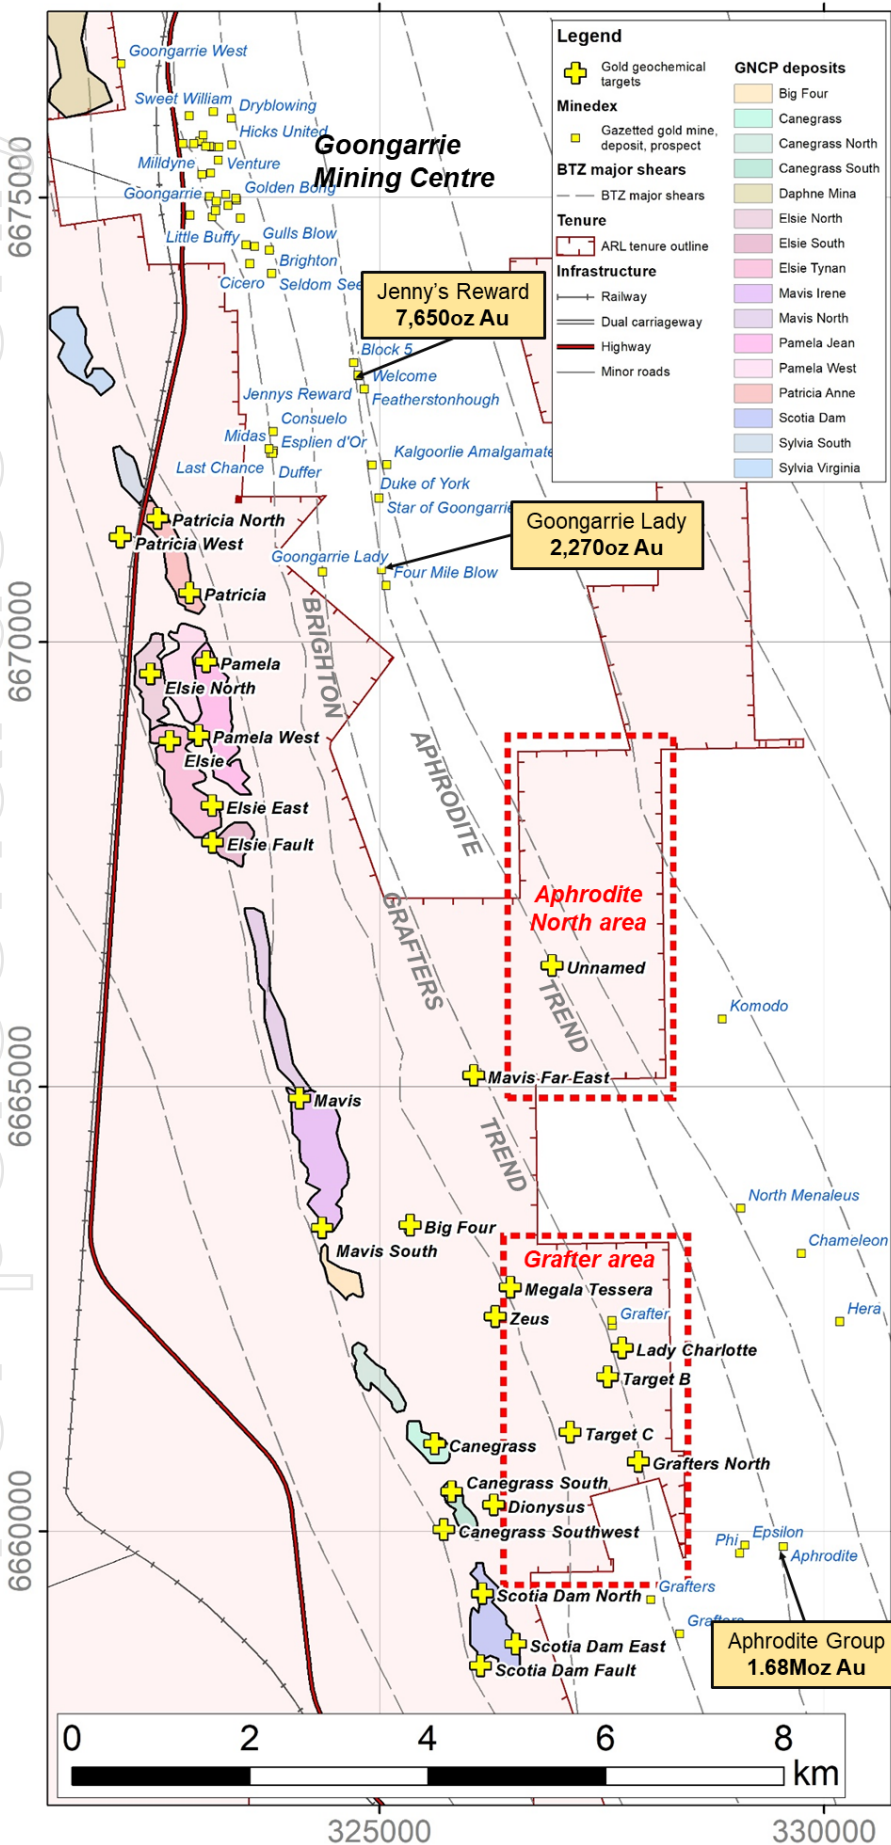 Goongarrie West
Sweet William
Dryblowing
Hicks United
Goongarrie
Mining Centre
Milldyne
Venture
Goongarrie
Golden Bong
Little Buffy
Gulls Blow
Brighton
Cicero
Seldom See
Jenny's Reward
7,650oz Au
Block 5
Welcome
Jennys Reward
Featherstonhough
Consuelo
Midas
Esplien d'Or
Kalgoorlie Amalgamate
Last Chance
Duffer
Duke of York
Star of Goongarrie
Goongarrie Lady
2,270oz Au
Goongarrie Lady
Four Mile Blow
Patricia North
Patricia West
Patricia
Pamela
Elsie North
Pamela West
Elsie
Elsie East
Elsie Fault
BRIGHTON
APHRODITE
TREND
GRAFTERS
TREND
Aphrodite
North area
Unnamed
Komodo
Mavis Far East
Mavis
North Menaleus
Big Four
Mavis South
Chameleon
Grafter area
Megala Tessera
Zeus
Grafter
Hera
Lady Charlotte
Target B
Target C
Canegrass
Grafters North
Canegrass South
Dionysus
Canegrass Southwest
Phi
Epsilon
Aphrodite
Scotia Dam North
Grafters
Grafters
Scotia Dam East
Scotia Dam Fault
Aphrodite Group
1.68Moz Au
Legend
Gold geochemical
targets
Minedex
Gazetted gold mine,
deposit, prospect
BTZ major shears
BTZ major shears
Tenure
ARL tenure outline
Infrastructure
Railway
Dual carriageway
Highway
Minor roads
GNCP deposits
Big Four
Canegrass
Canegrass North
Canegrass South
Daphne Mina
Elsie North
Elsie South
Elsie Tynan
Mavis Irene
Mavis North
Pamela Jean
Pamela West
Patricia Anne
Scotia Dam
Sylvia South
Sylvia Virginia
6675000
6670000
6665000
6660000
0 2 4 6 8
km
325000
330000